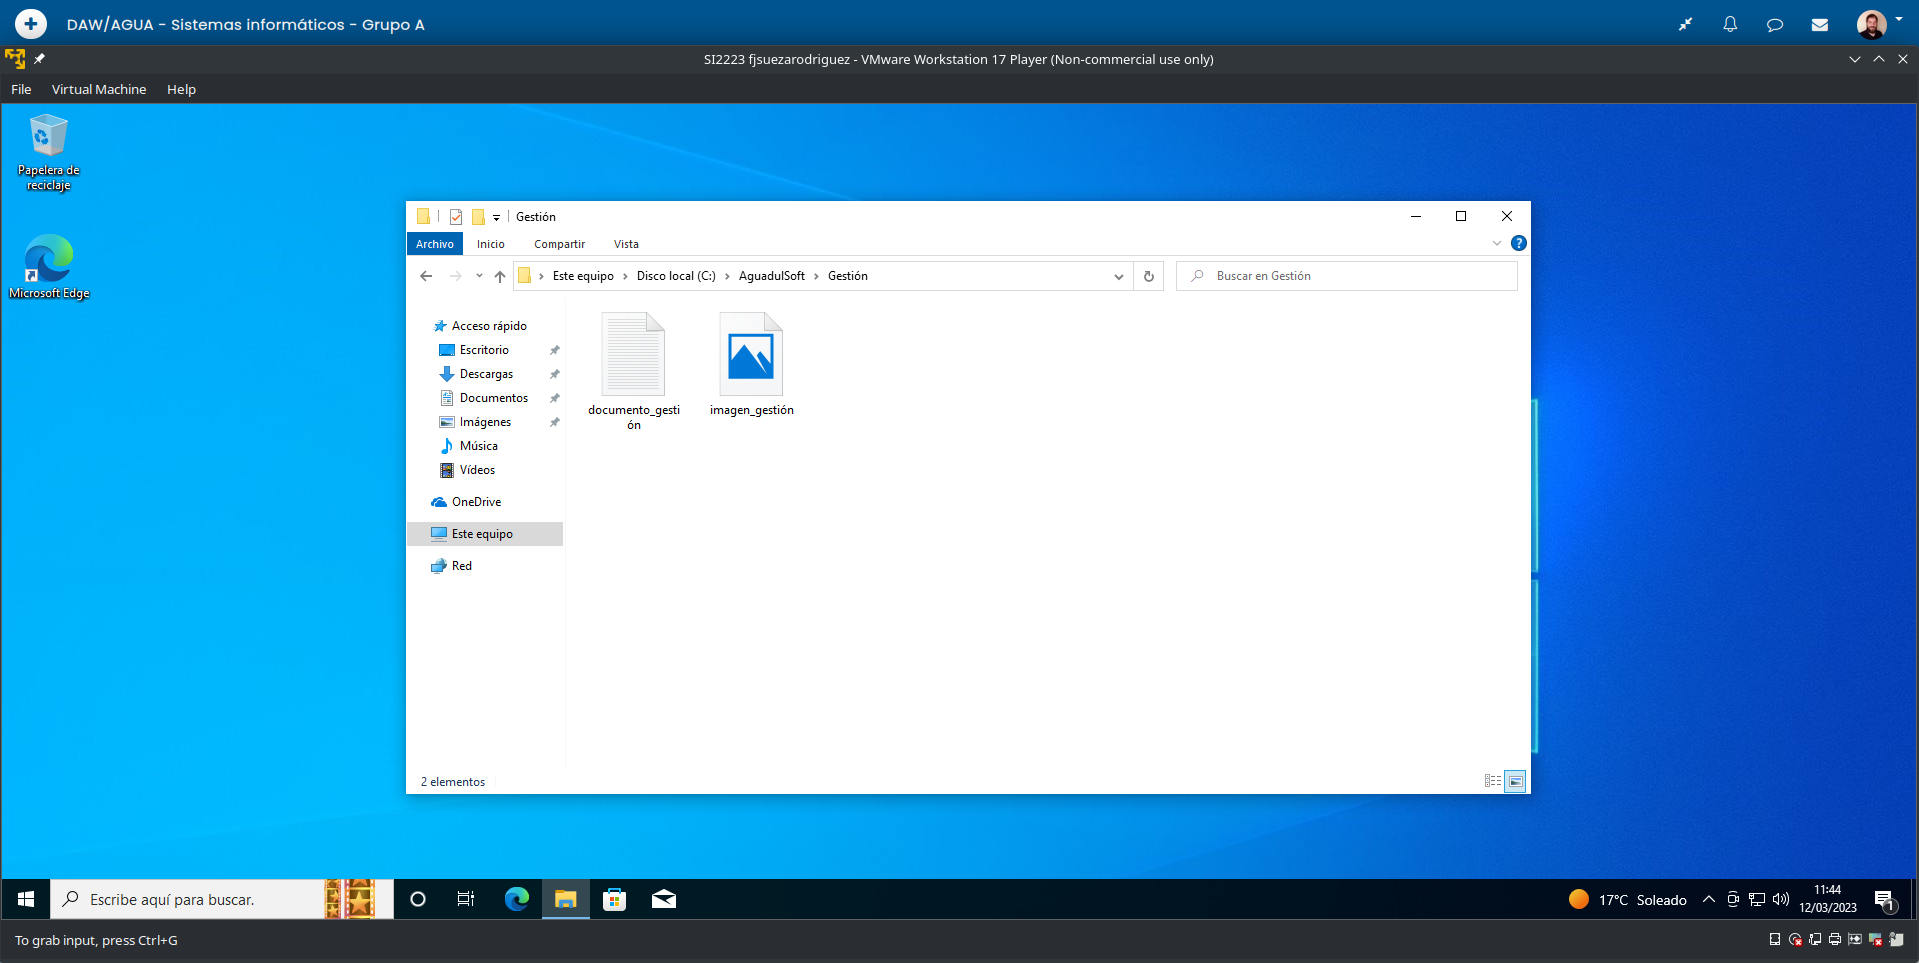 DAW/AGUA - Sistemas informáticos - Grupo A
SI2223 fjsuezarodriguez - VMware Workstation 17 Player (Non-commercial use only)
File Virtual Machine Help
Papelera de
reciclaje
Microsoft Edge
Gestión
Archivo Inicio Compartir Vista
Este equipo Disco local (C:) AguadulSoft Gestión
Buscar en Gestión
Acceso rápido
Escritorio
Descargas
Documentos
Imágenes
Música
Vídeos
OneDrive
Este equipo
Red
documento_gesti
ón
imagen_gestión
2 elementos
Escribe aquí para buscar.
17°C Soleado
11:44
12/03/2023
1
To grab input, press Ctrl+G